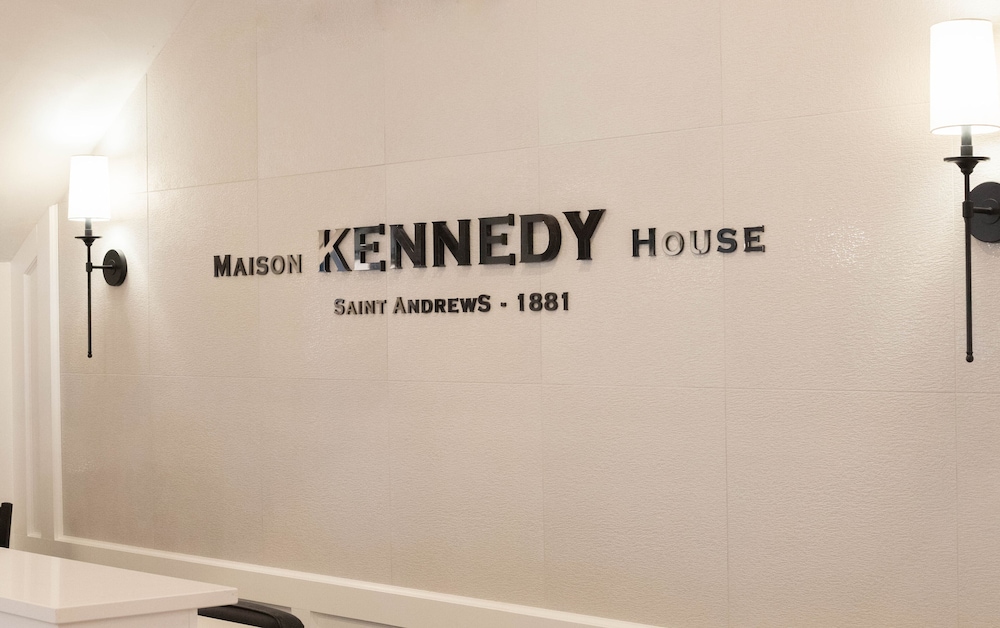 MAISON KENNEDY HOUSE
SAINT ANDREWS - 1881